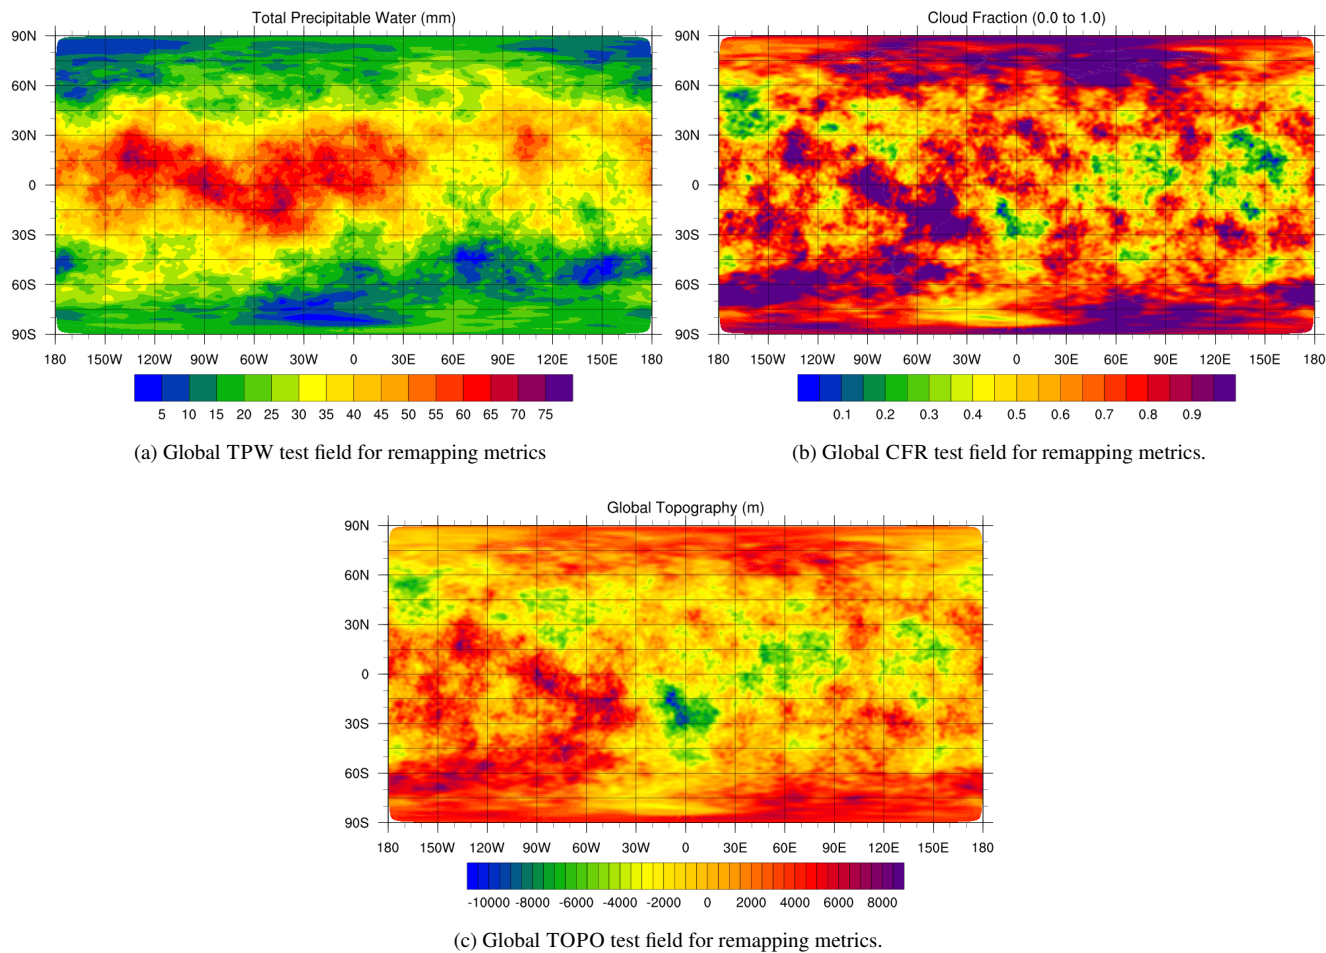 Total Precipitable Water (mm)
90N
60N
30N
0
30S
60S
90S
180 150W 120W 90W 60W 30W 0 30E 60E 90E 120E 150E 180
5 10 15 20 25 30 35 40 45 50 55 60 65 70 75
(a) Global TPW test field for remapping metrics
Cloud Fraction (0.0 to 1.0)
90N
60N
30N
0
30S
60S
90S
180 150W 120W 90W 60W 30W 0 30E 60E 90E 120E 150E 180
0.1 0.2 0.3 0.4 0.5 0.6 0.7 0.8 0.9
(b) Global CFR test field for remapping metrics.
Global Topography (m)
90N
60N
30N
0
30S
60S
90S
180 150W 120W 90W 60W 30W 0 30E 60E 90E 120E 150E 180
-10000 -8000 -6000 -4000 -2000 0 2000 4000 6000 8000
(c) Global TOPO test field for remapping metrics.